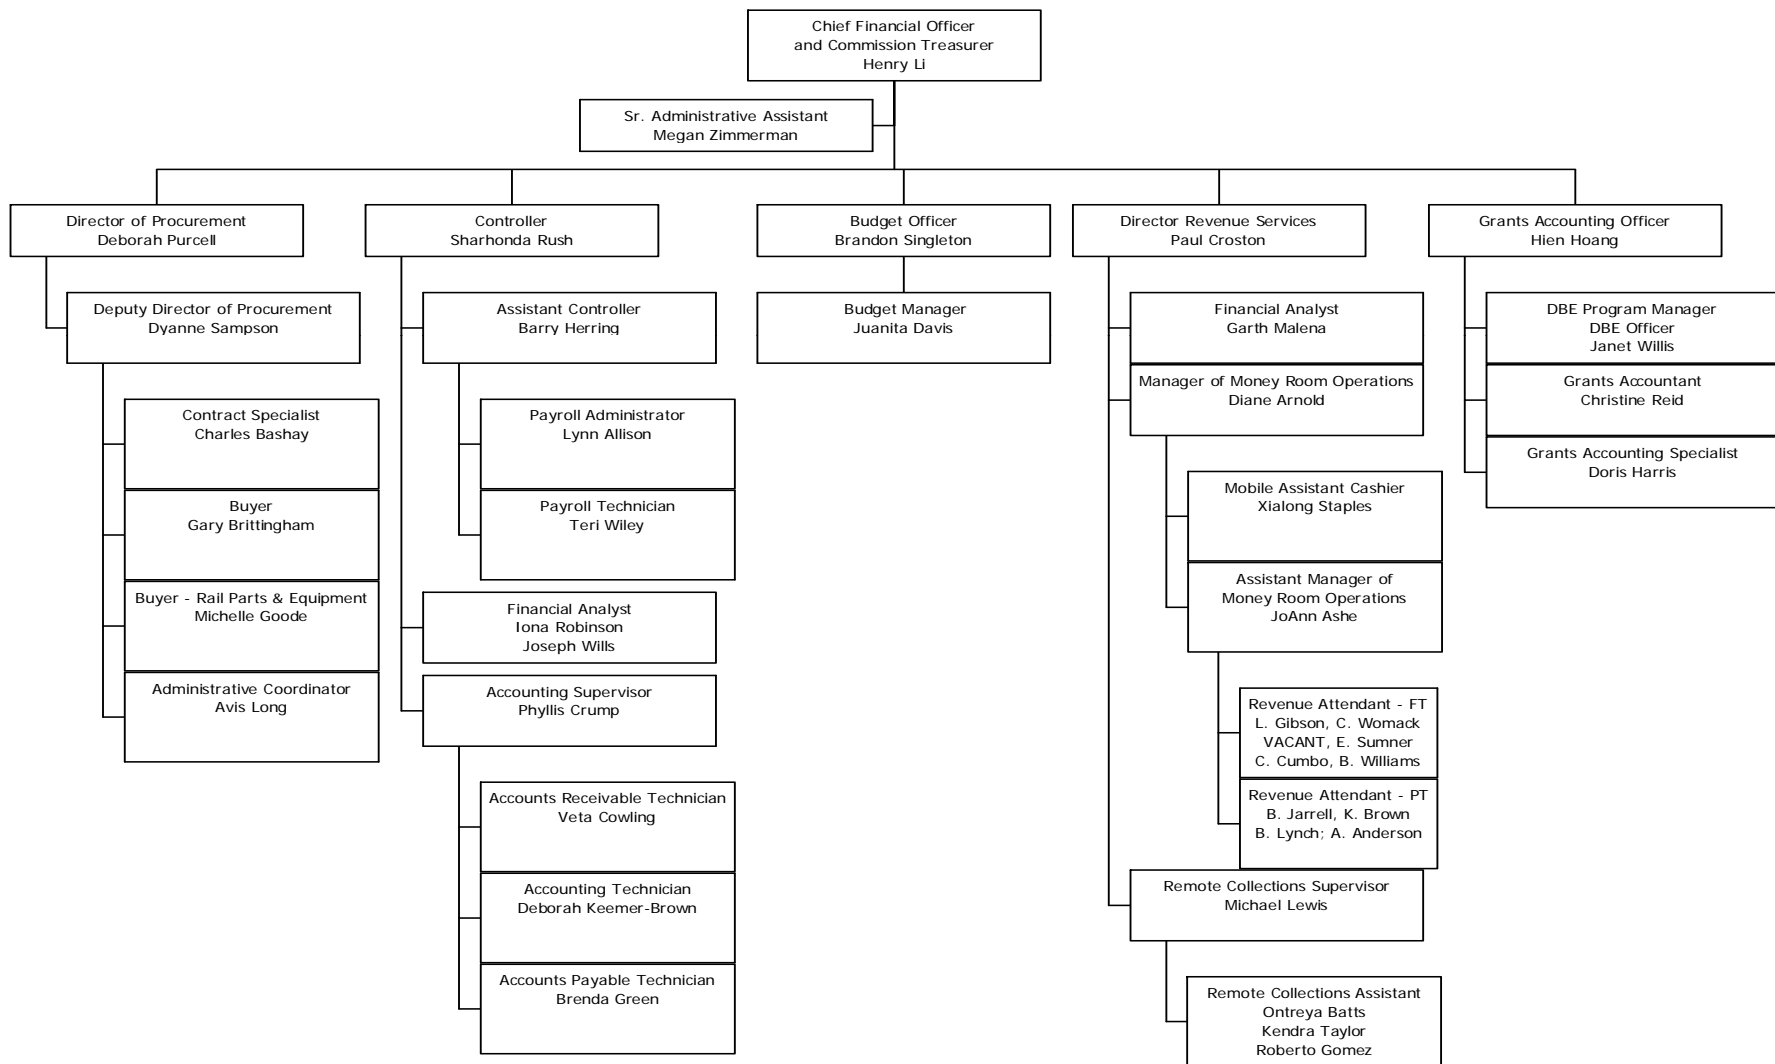 Chief Financial Officer
and Commission Treasurer
Henry Li
Sr. Administrative Assistant
Megan Zimmerman
Director of Procurement
Deborah Purcell
Deputy Director of Procurement
Dyanne Sampson
Contract Specialist
Charles Bashay
Buyer
Gary Brittingham
Buyer - Rail Parts & Equipment
Michelle Goode
Administrative Coordinator
Avis Long
Controller
Sharhonda Rush
Assistant Controller
Barry Herring
Payroll Administrator
Lynn Allison
Payroll Technician
Teri Wiley
Financial Analyst
Iona Robinson
Joseph Wills
Accounting Supervisor
Phyllis Crump
Accounts Receivable Technician
Veta Cowling
Accounting Technician
Deborah Keemer-Brown
Accounts Payable Technician
Brenda Green
Budget Officer
Brandon Singleton
Budget Manager
Juanita Davis
Director Revenue Services
Paul Croston
Financial Analyst
Garth Malena
Manager of Money Room Operations
Diane Arnold
Mobile Assistant Cashier
Xialong Staples
Assistant Manager of
Money Room Operations
JoAnn Ashe
Revenue Attendant - FT
L. Gibson, C. Womack
VACANT, E. Sumner
C. Cumbo, B. Williams
Revenue Attendant - PT
B. Jarrell, K. Brown
B. Lynch; A. Anderson
Remote Collections Supervisor
Michael Lewis
Remote Collections Assistant
Ontreya Batts
Kendra Taylor
Roberto Gomez
Grants Accounting Officer
Hien Hoang
DBE Program Manager
DBE Officer
Janet Willis
Grants Accountant
Christine Reid
Grants Accounting Specialist
Doris Harris